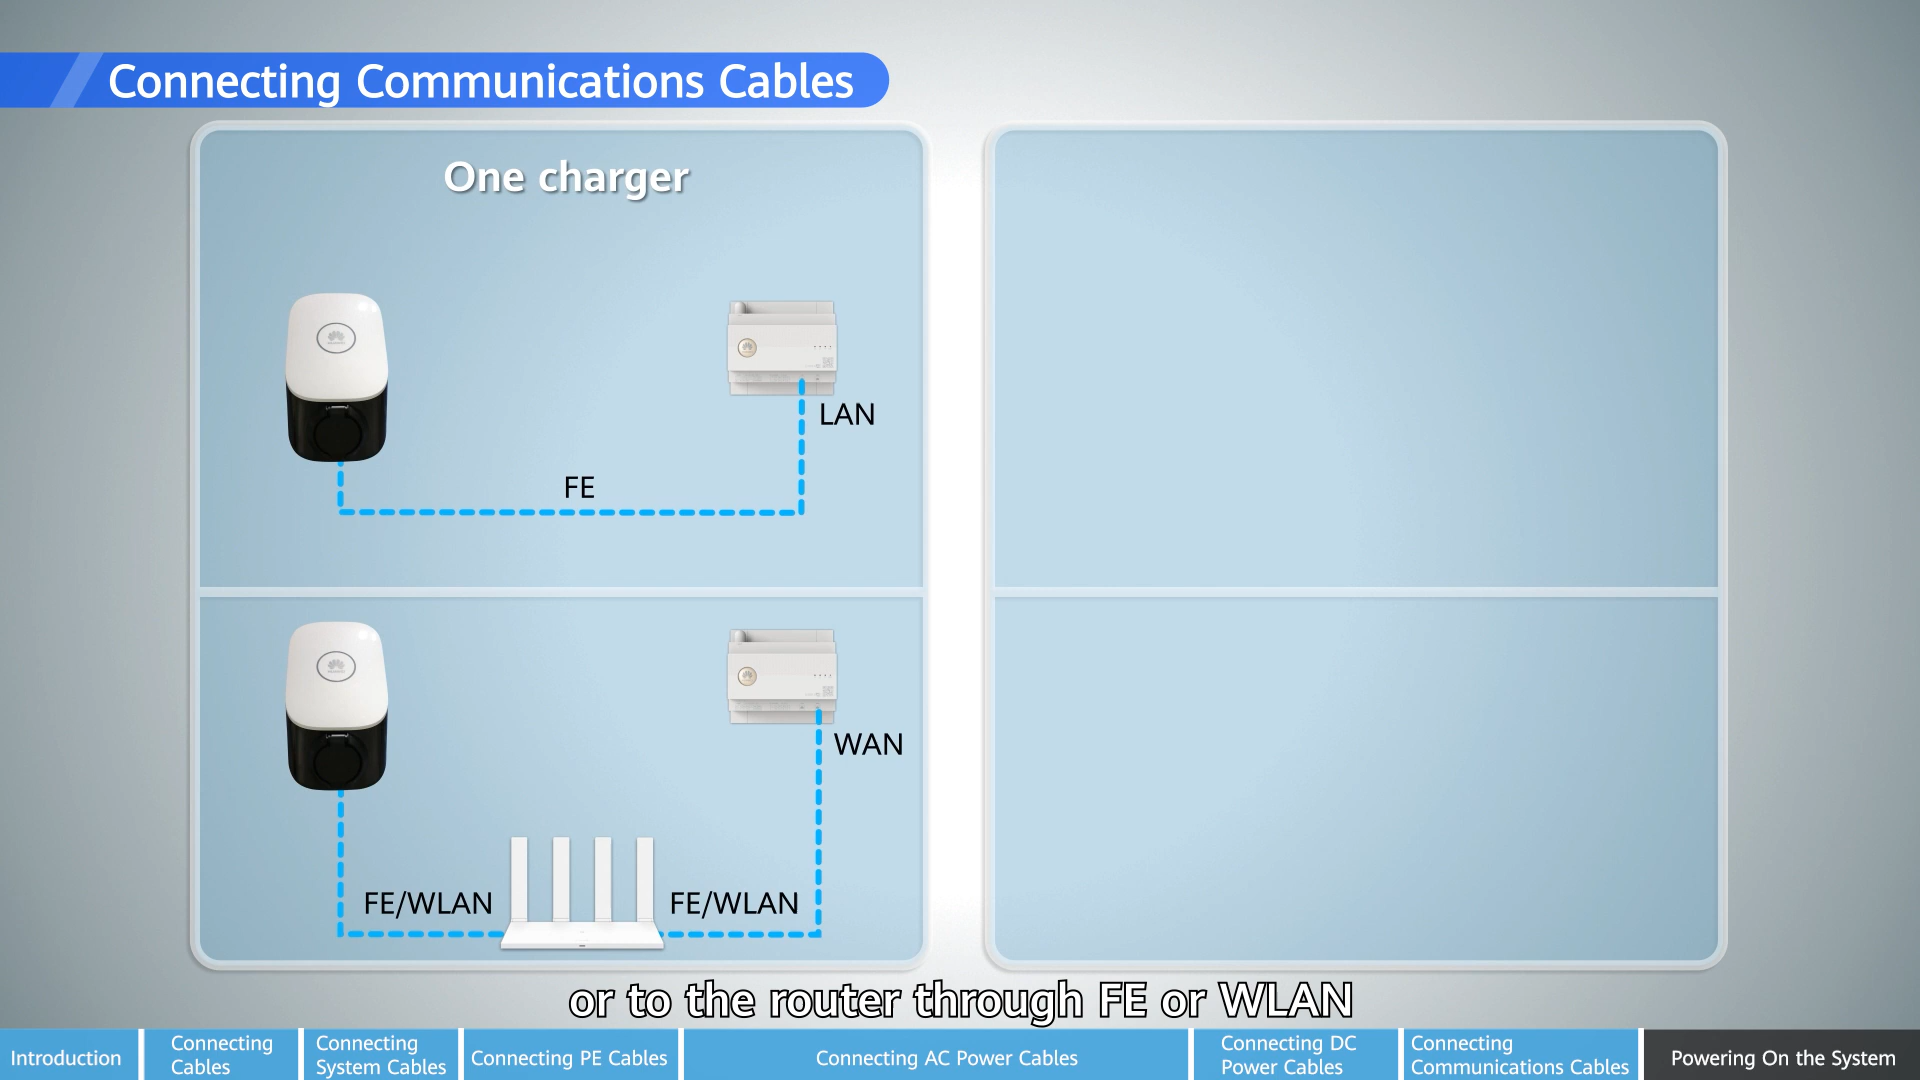 Connecting Communications Cables
One charger
LAN
FE
WAN
FE/WLAN
FE/WLAN
or to the router through FE or WLAN
Introduction
Connecting
Cables
Connecting
System Cables
Connecting PE Cables
Connecting AC Power Cables
Connecting DC
Power Cables
Connecting
Communications Cables
Powering On the System